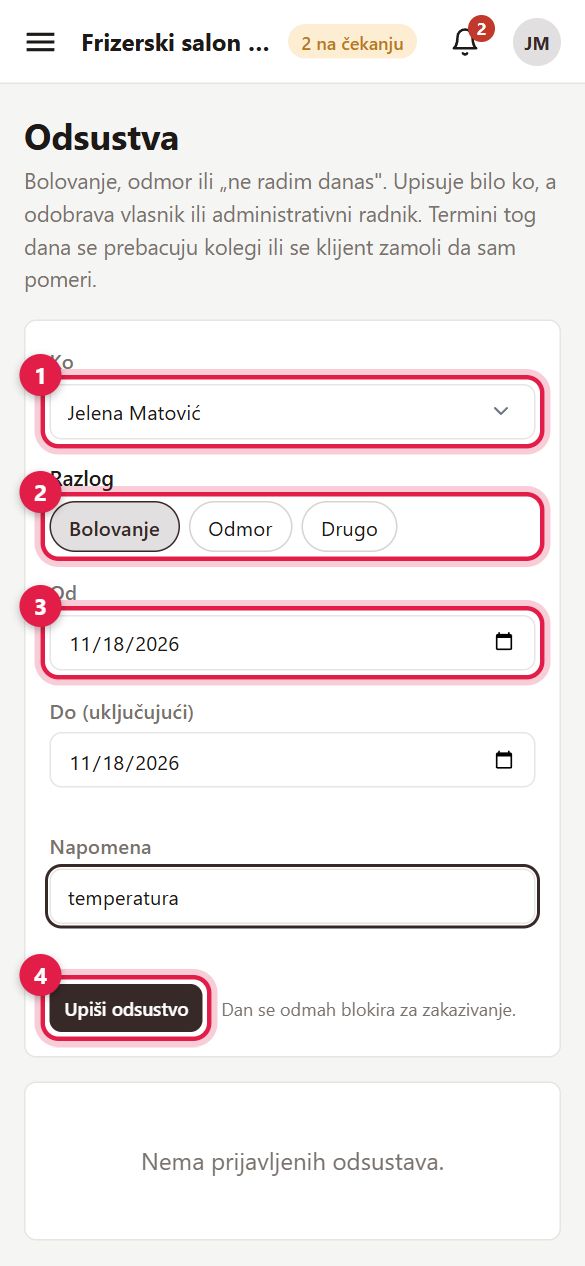 Frizerski salon ...
2 na čekanju
2
JM
Odsustva
Bolovanje, odmor ili „ne radim danas". Upisuje bilo ko, a
odobrava vlasnik ili administrativni radnik. Termini tog
dana se prebacuju kolegi ili se klijent zamoli da sam
pomeri.
Ko
1
Jelena Matović
Razlog
2
Bolovanje
Odmor
Drugo
Od
3
11/18/2026
Do (uključujući)
11/18/2026
Napomena
temperatura
4
Upiši odsustvo
Dan se odmah blokira za zakazivanje.
Nema prijavljenih odsustava.